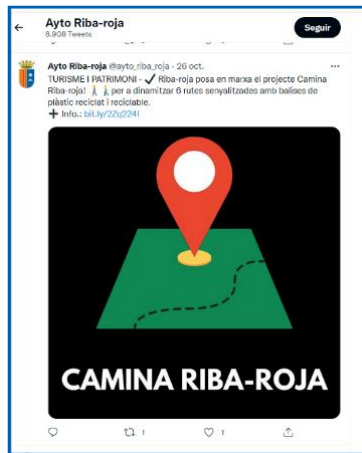 Ayto Riba-roja
8.908 Tweets
Seguir
Ayto Riba-roja @ayto_riba_roja · 26 oct.
TURISME I PATRIMONI - ✔ Riba-roja posa en marxa el projecte Camina
Riba-roja! 🚶🚶 per a dinamitzar 6 rutes senyalitzades amb balises de
plàstic reciclat i reciclable.
➕ Info.: bit.ly/2Zq224I
CAMINA RIBA-ROJA
1 1